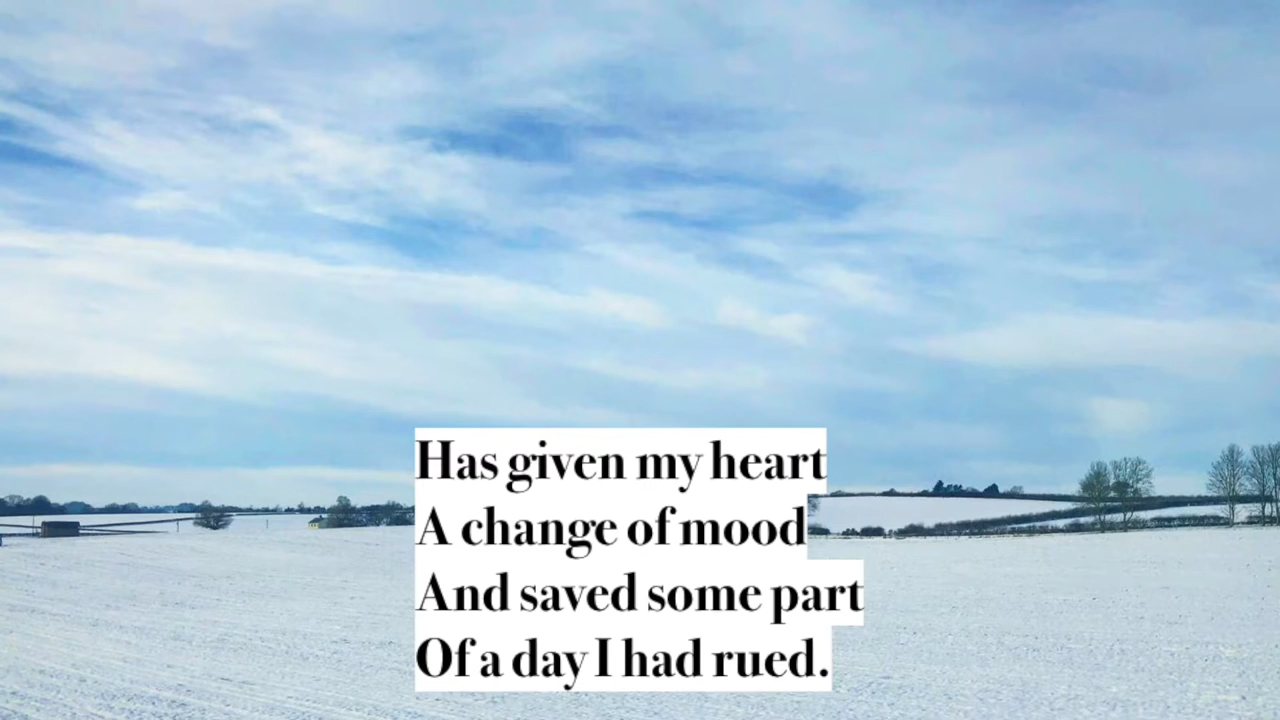 Has given my heart
A change of mood
And saved some part
Of a day I had rued.